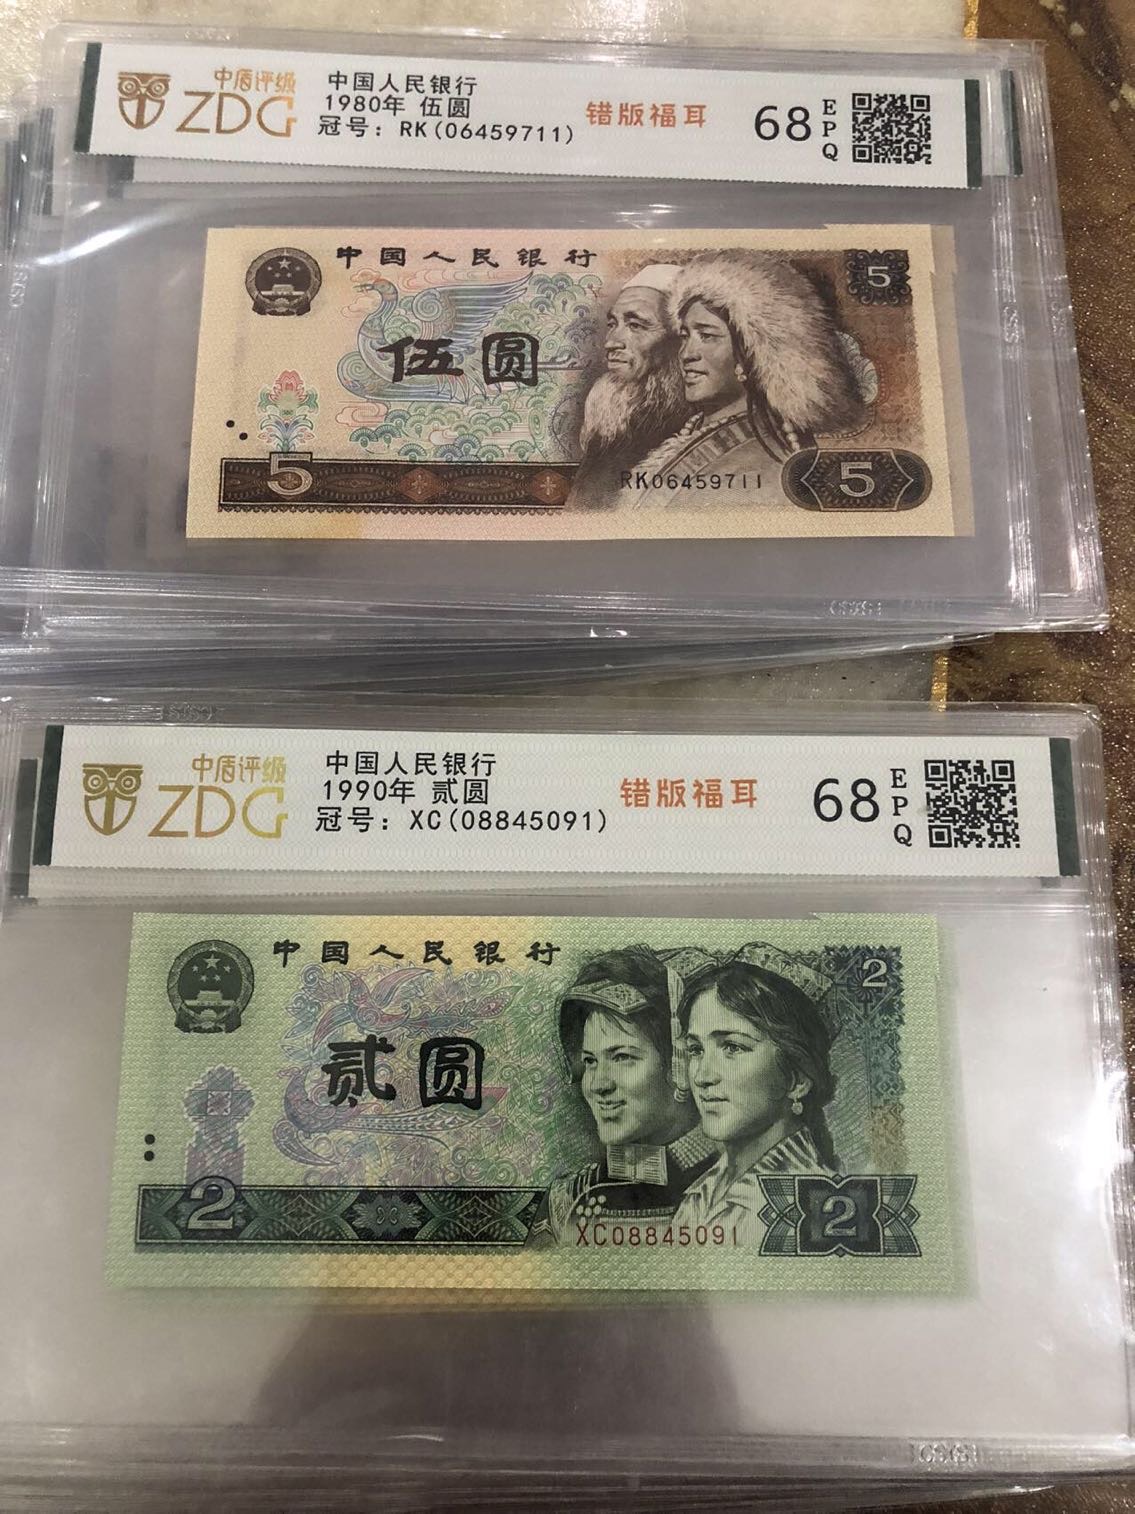 中盾评级
ZDG
中国人民银行
1980年 伍圆
冠号：RK(06459711)
错版福耳
68
EPQ
中国人民银行
5
伍圆
RK06459711
5
5
中盾评级
ZDG
中国人民银行
1990年 贰圆
冠号：XC(08845091)
错版福耳
68
EPQ
中国人民银行
2
贰圆
2
XC08845091
2